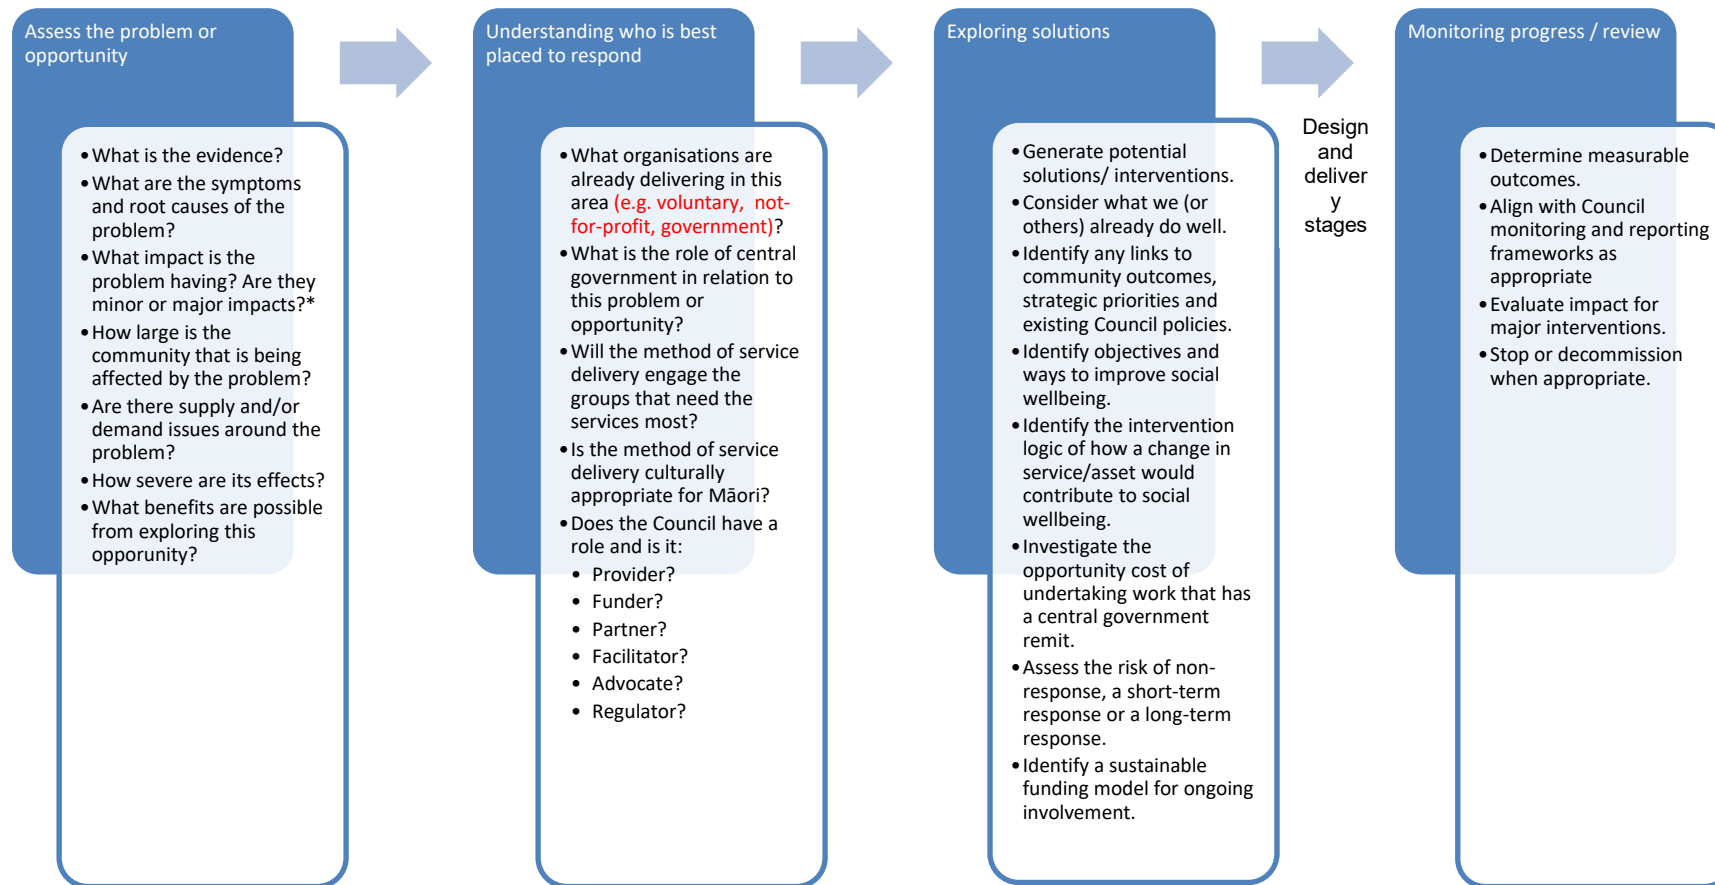 Assess the problem or
opportunity
•What is the evidence?
•What are the symptoms
and root causes of the
problem?
•What impact is the
problem having? Are they
minor or major impacts?*
•How large is the
community that is being
affected by the problem?
•Are there supply and/or
demand issues around the
problem?
•How severe are its effects?
•What benefits are possible
from exploring this
opporunity?
Understanding who is best
placed to respond
•What organisations are
already delivering in this
area (e.g. voluntary, not-
for-profit, government)?
•What is the role of central
government in relation to
this problem or
opportunity?
•Will the method of service
delivery engage the
groups that need the
services most?
•Is the method of service
delivery culturally
appropriate for Māori?
•Does the Council have a
role and is it:
• Provider?
• Funder?
• Partner?
• Facilitator?
• Advocate?
• Regulator?
Exploring solutions
•Generate potential
solutions/ interventions.
•Consider what we (or
others) already do well.
•Identify any links to
community outcomes,
strategic priorities and
existing Council policies.
•Identify objectives and
ways to improve social
wellbeing.
•Identify the intervention
logic of how a change in
service/asset would
contribute to social
wellbeing.
•Investigate the
opportunity cost of
undertaking work that has
a central government
remit.
•Assess the risk of non-
response, a short-term
response or a long-term
response.
•Identify a sustainable
funding model for ongoing
involvement.
Design
and
deliver
y
stages
Monitoring progress / review
•Determine measurable
outcomes.
•Align with Council
monitoring and reporting
frameworks as
appropriate
•Evaluate impact for
major interventions.
•Stop or decommission
when appropriate.